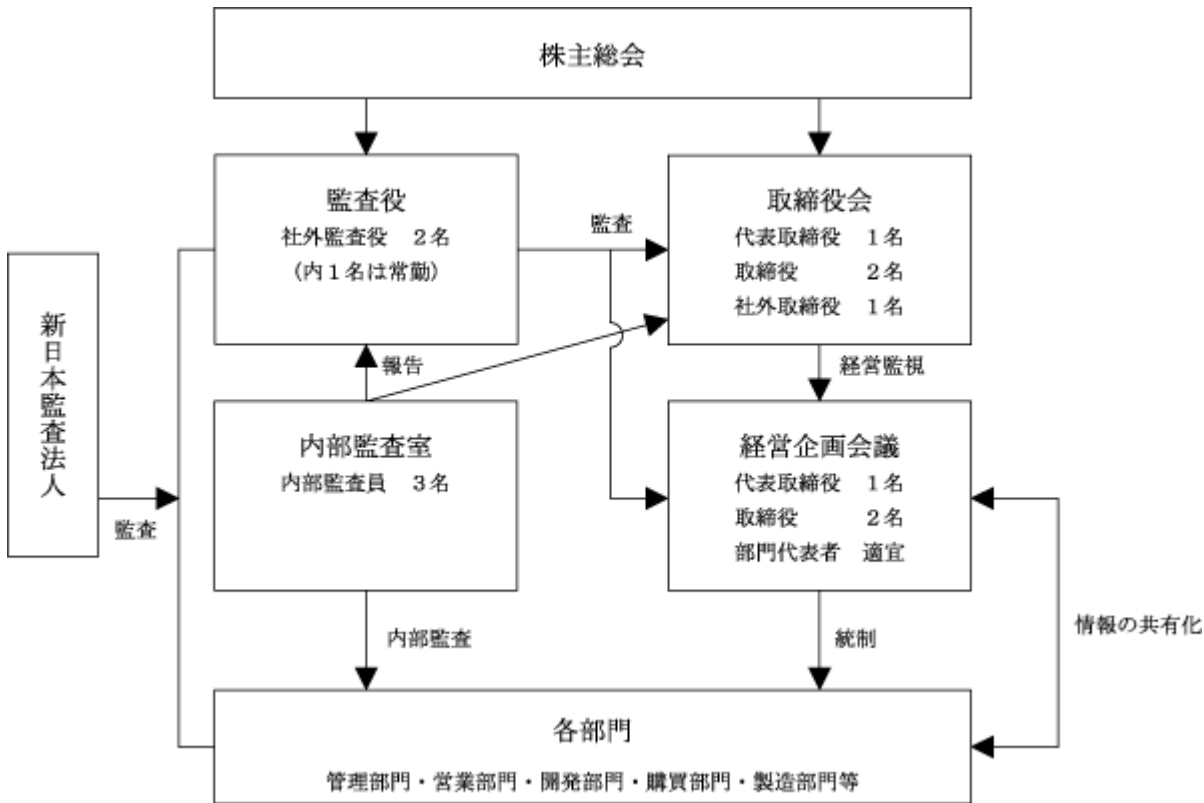 株主総会
監査役
社外監査役　２名
(内１名は常勤)
監査
取締役会
代表取締役　１名
取締役　　　２名
社外取締役　１名
新日本監査法人
監査
報告
経営監視
内部監査室
内部監査員　３名
経営企画会議
代表取締役　１名
取締役　　　２名
部門代表者　適宜
内部監査
統制
情報の共有化
各部門
管理部門・営業部門・開発部門・購買部門・製造部門等